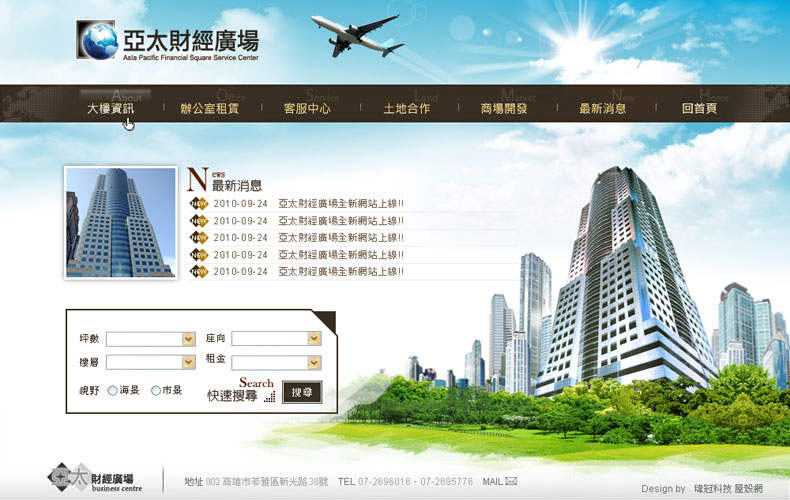 亞太財經廣場
Asia Pacific Financial Square Service Center
About Office Service Land Market New Home
大樓資訊 辦公室租賃 客服中心 土地合作 商場開發 最新消息 回首頁
News
最新消息
NEW 2010-09-24 亞太財經廣場全新網站上線!!
NEW 2010-09-24 亞太財經廣場全新網站上線!!
NEW 2010-09-24 亞太財經廣場全新網站上線!!
NEW 2010-09-24 亞太財經廣場全新網站上線!!
NEW 2010-09-24 亞太財經廣場全新網站上線!!
坪數 座向
樓層 租金
視野 海景 市景
Search
快速搜尋 搜尋
亞太財經廣場
business centre
地址 802 高雄市苓雅區新光路38號 TEL 07-2696016・07-2695776 MAIL
Design by 瑋冠科技 屋殼網